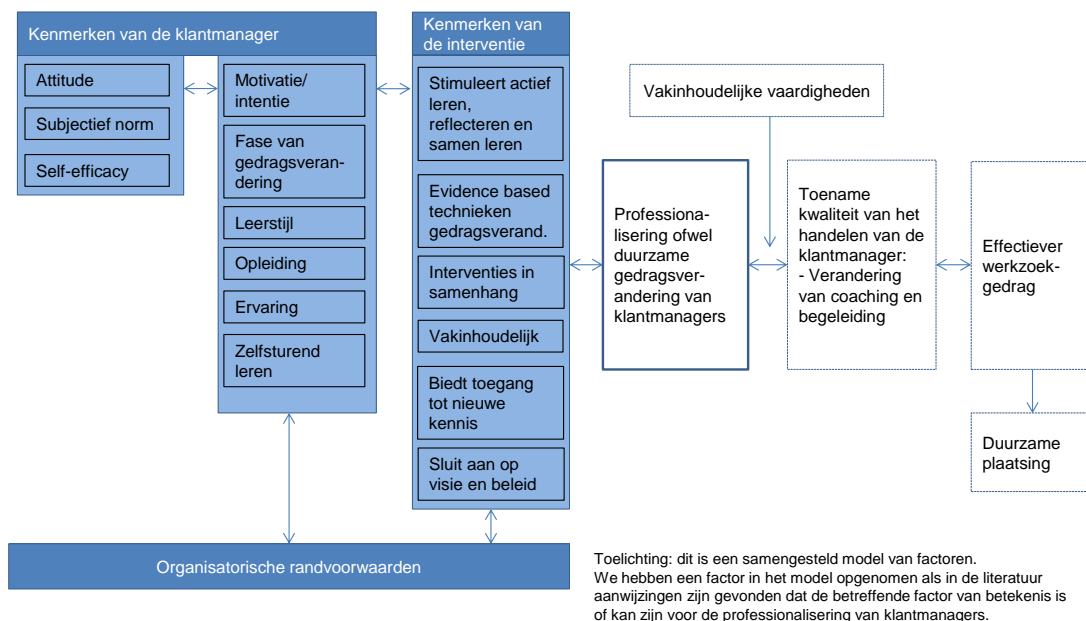 Kenmerken van de klantmanager
Attitude
Subjectief norm
Self-efficacy
Motivatie/
intentie
Fase van
gedragsveran-
dering
Leerstijl
Opleiding
Ervaring
Zelfsturend
leren
Kenmerken van
de interventie
Stimuleert actief
leren,
reflecteren en
samen leren
Evidence based
technieken
gedragsverand.
Interventies in
samenhang
Vakinhoudelijk
Biedt toegang
tot nieuwe
kennis
Sluit aan op
visie en beleid
Organisatorische randvoorwaarden
Professiona-
lisering ofwel
duurzame
gedragsver-
andering van
klantmanagers
Vakinhoudelijke vaardigheden
Toename
kwaliteit van het
handelen van de
klantmanager:
- Verandering
van coaching en
begeleiding
Effectiever
werkzoek-
gedrag
Duurzame
plaatsing
Toelichting: dit is een samengesteld model van factoren.
We hebben een factor in het model opgenomen als in de literatuur
aanwijzingen zijn gevonden dat de betreffende factor van betekenis is
of kan zijn voor de professionalisering van klantmanagers.